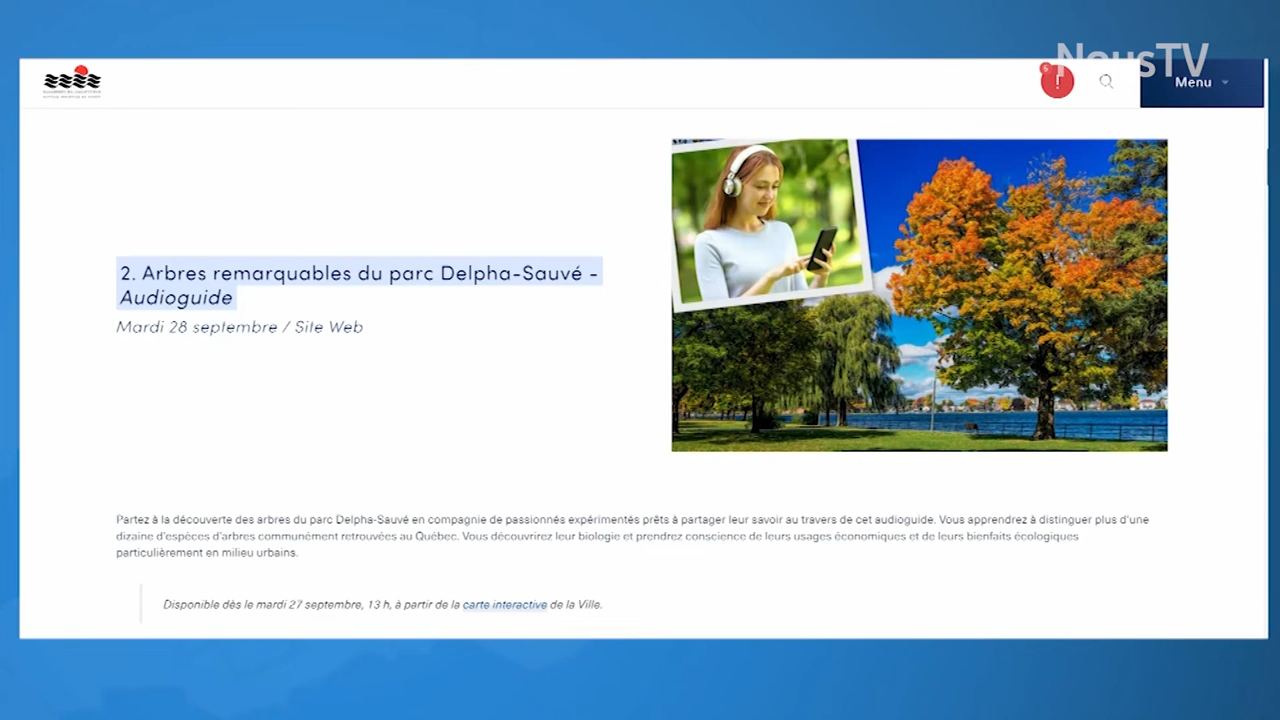 NousTV
5
!
Menu
2. Arbres remarquables du parc Delpha-Sauvé -
Audioguide
Mardi 28 septembre / Site Web
Partez à la découverte des arbres du parc Delpha-Sauvé en compagnie de passionnés expérimentés prêts à partager leur savoir au travers de cet audioguide. Vous apprendrez à distinguer plus d'une
dizaine d'espèces d'arbres communément retrouvées au Québec. Vous découvrirez leur biologie et prendrez conscience de leurs usages économiques et de leurs bienfaits écologiques
particulièrement en milieu urbains.
Disponible dès le mardi 27 septembre, 13 h, à partir de la carte interactive de la Ville.